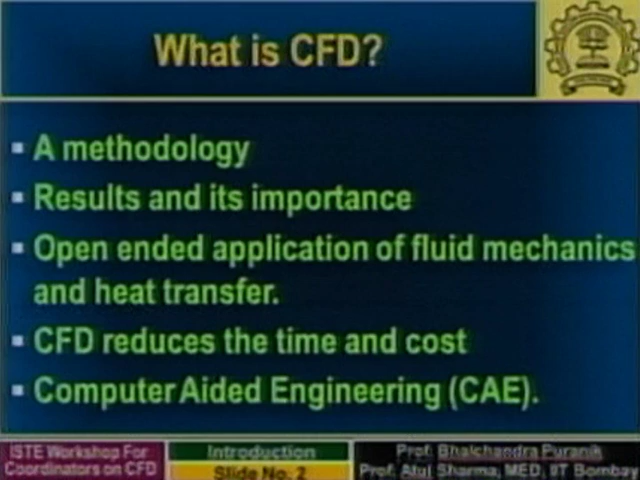 What is CFD?
A methodology
Results and its importance
Open ended application of fluid mechanics
and heat transfer.
CFD reduces the time and cost
Computer Aided Engineering (CAE).
ISTE Workshop For
Coordinators on CFD
Introduction
Slide No. 2
Prof. Bhalchandra Puranik
Prof. Atul Sharma, MED, IIT Bombay